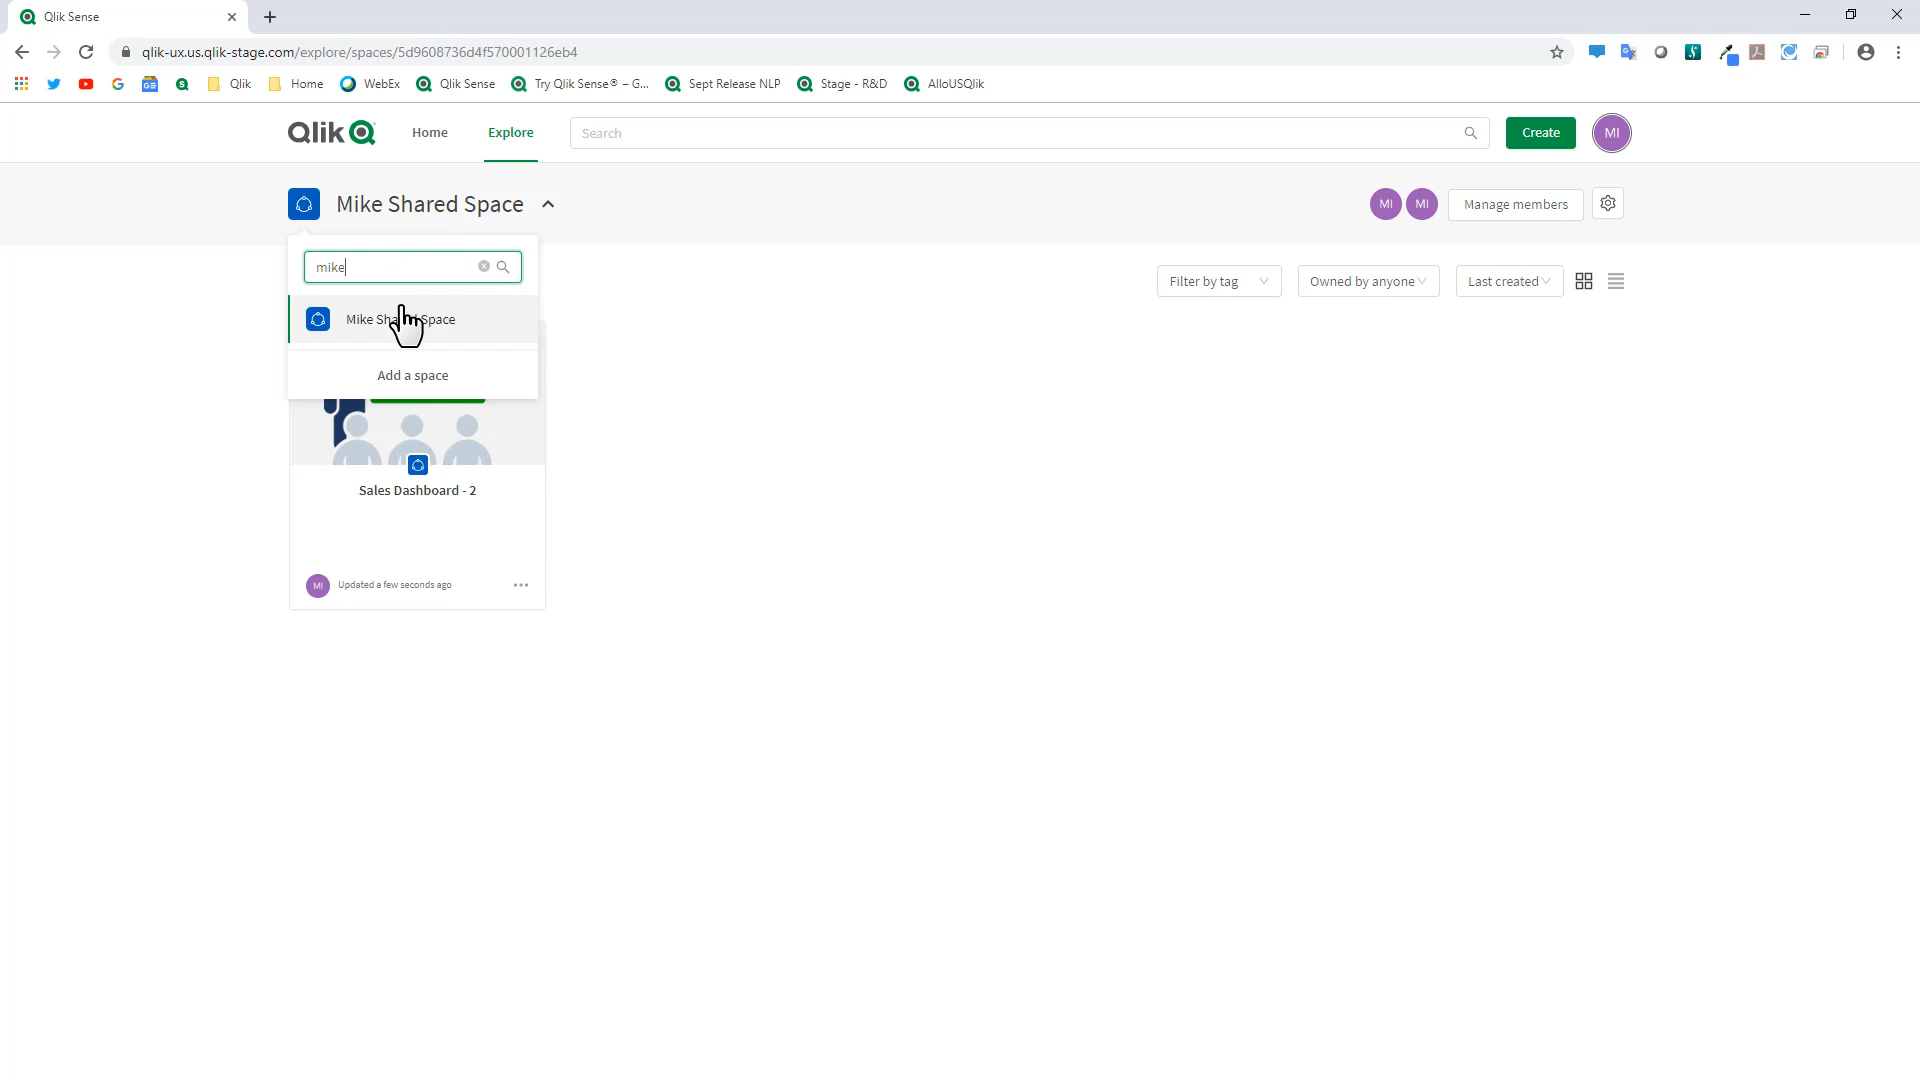 Qlik Sense
qlik-ux.us.qlik-stage.com/explore/spaces/5d9608736d4f570001126eb4
Qlik Home WebEx Qlik Sense Try Qlik Sense® – G... Sept Release NLP Stage - R&D AlloUSQlik
Qlik Home Explore Search Create MI
Mike Shared Space MI MI Manage members
mike
Filter by tag Owned by anyone Last created
Mike Shared Space
Add a space
Sales Dashboard - 2
MI Updated a few seconds ago